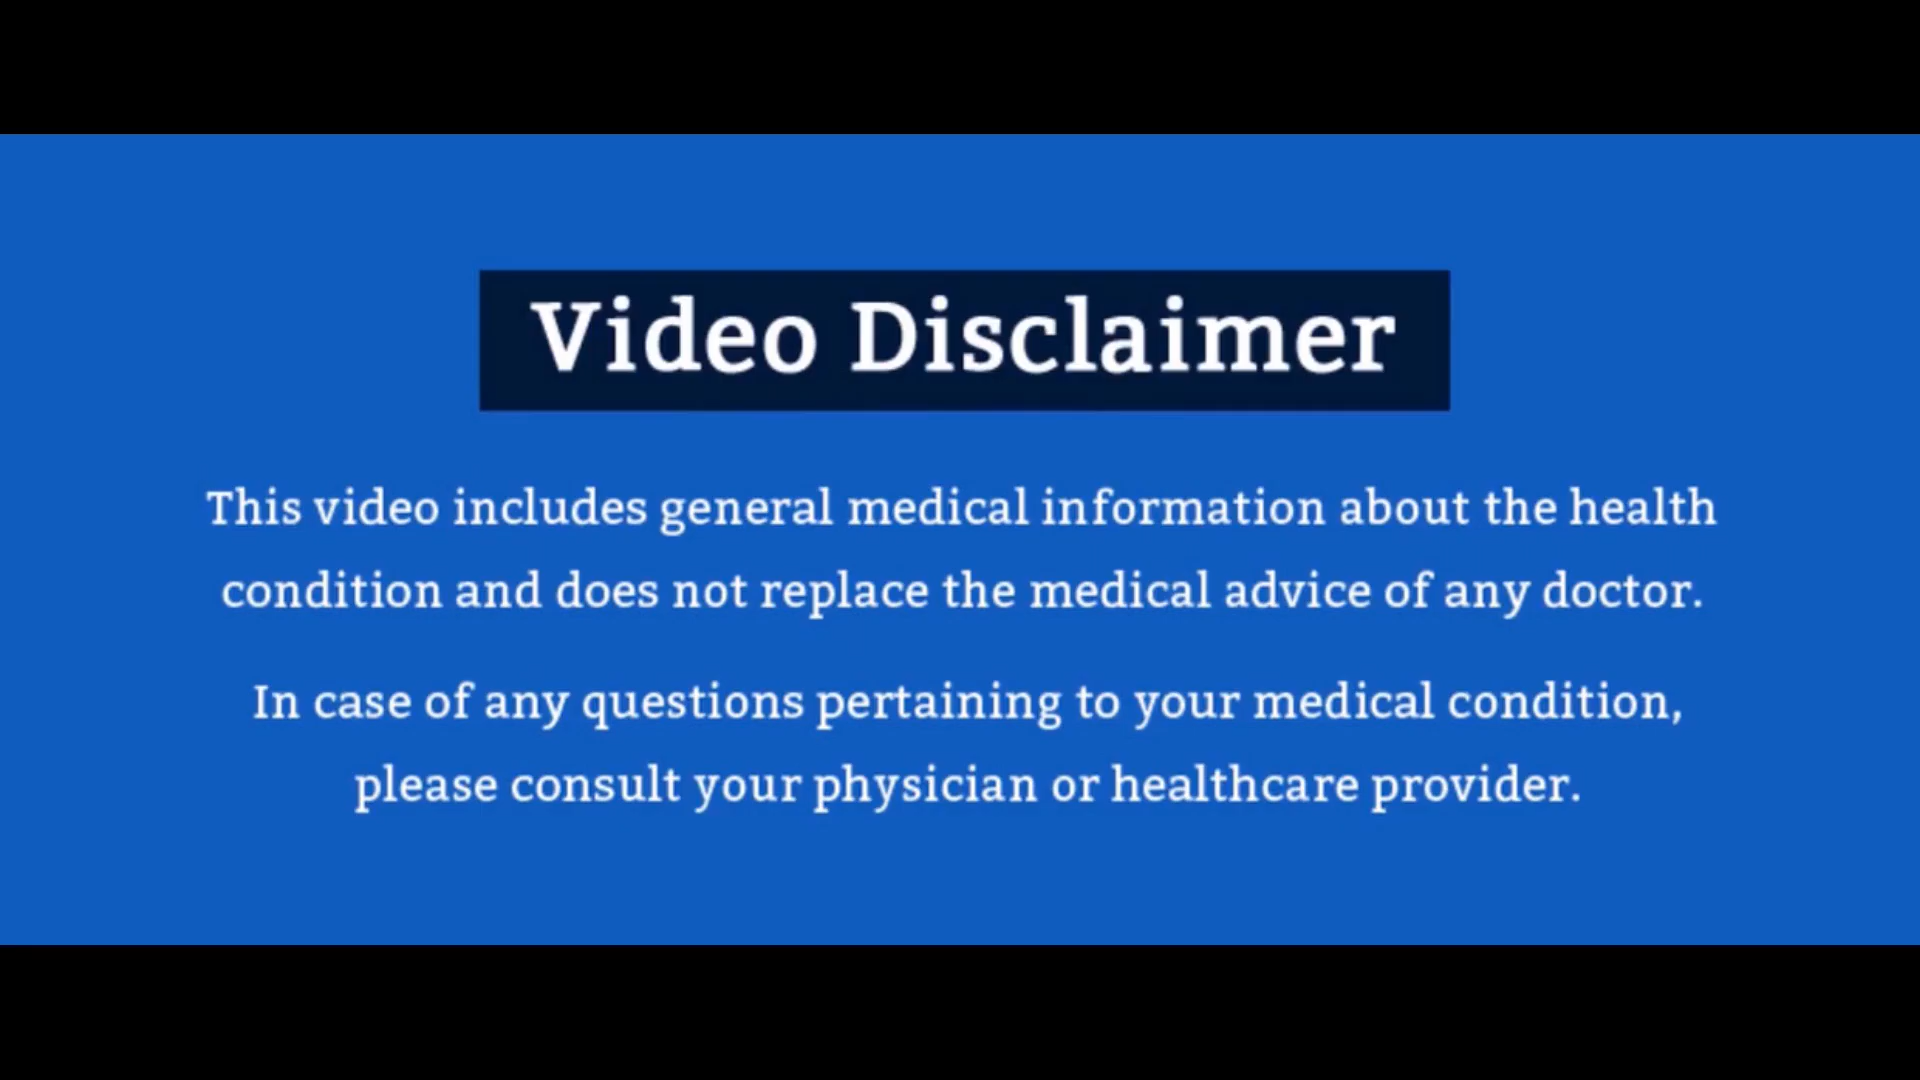 Video Disclaimer
This video includes general medical information about the health
condition and does not replace the medical advice of any doctor.
In case of any questions pertaining to your medical condition,
please consult your physician or healthcare provider.